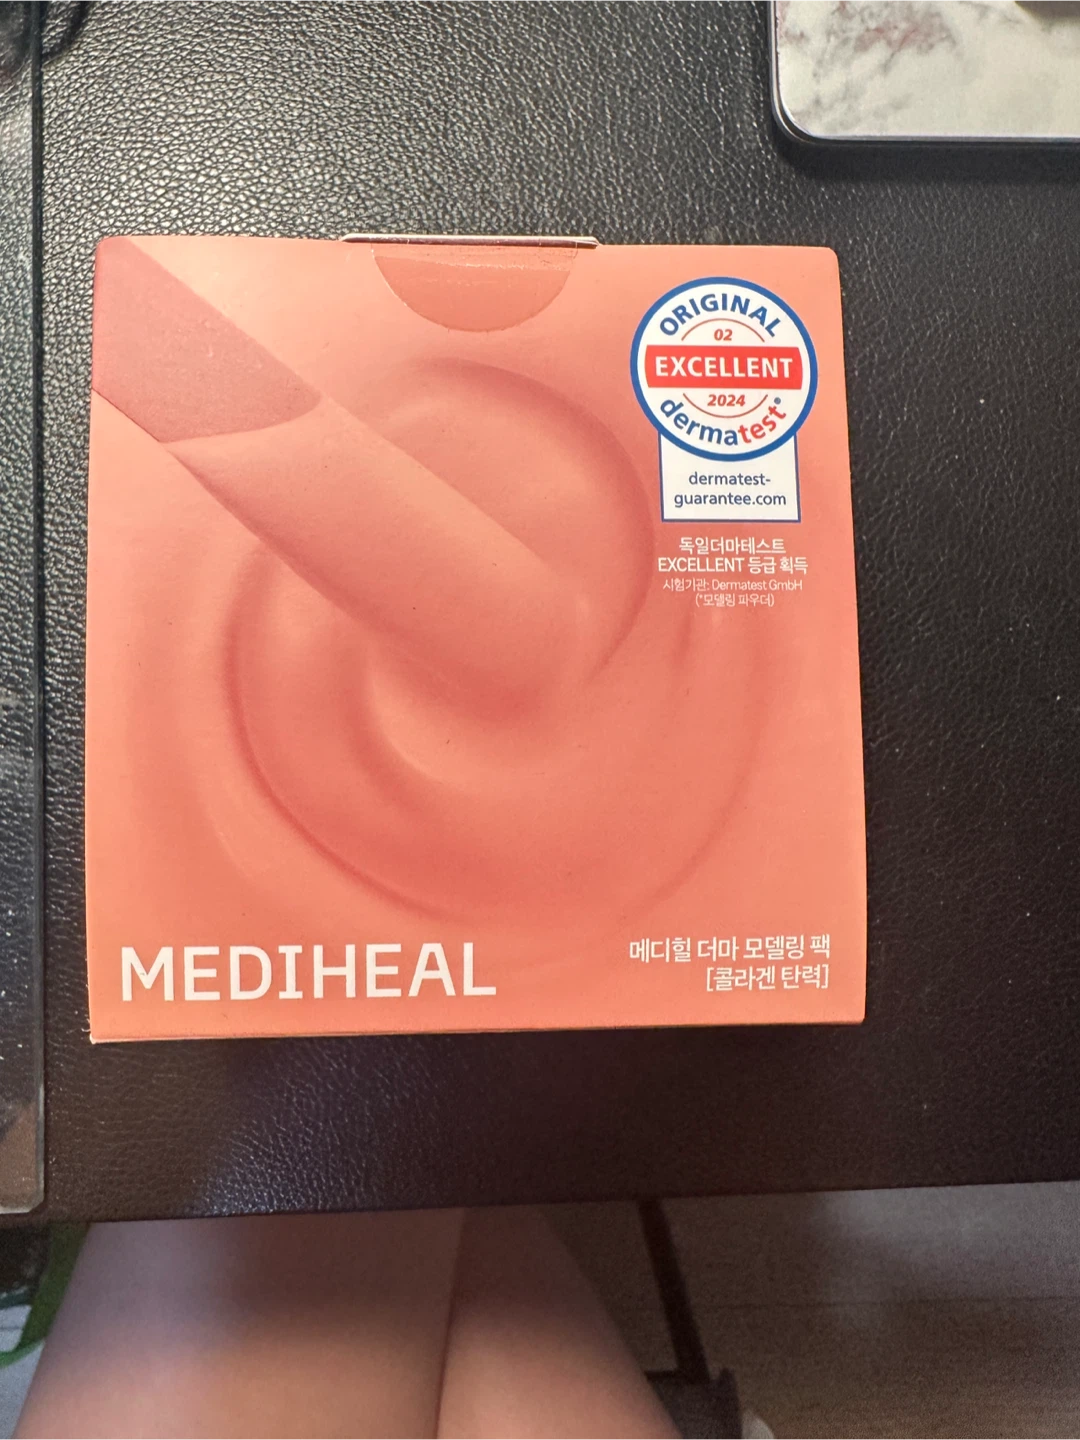 ORIGINAL
02
EXCELLENT
2024
dermatest®
dermatest-
guarantee.com
독일더마테스트
EXCELLENT 등급 획득
시험기관: Dermatest GmbH
(*모델링 파우더)
MEDIHEAL
메디힐 더마 모델링 팩
[콜라겐 탄력]